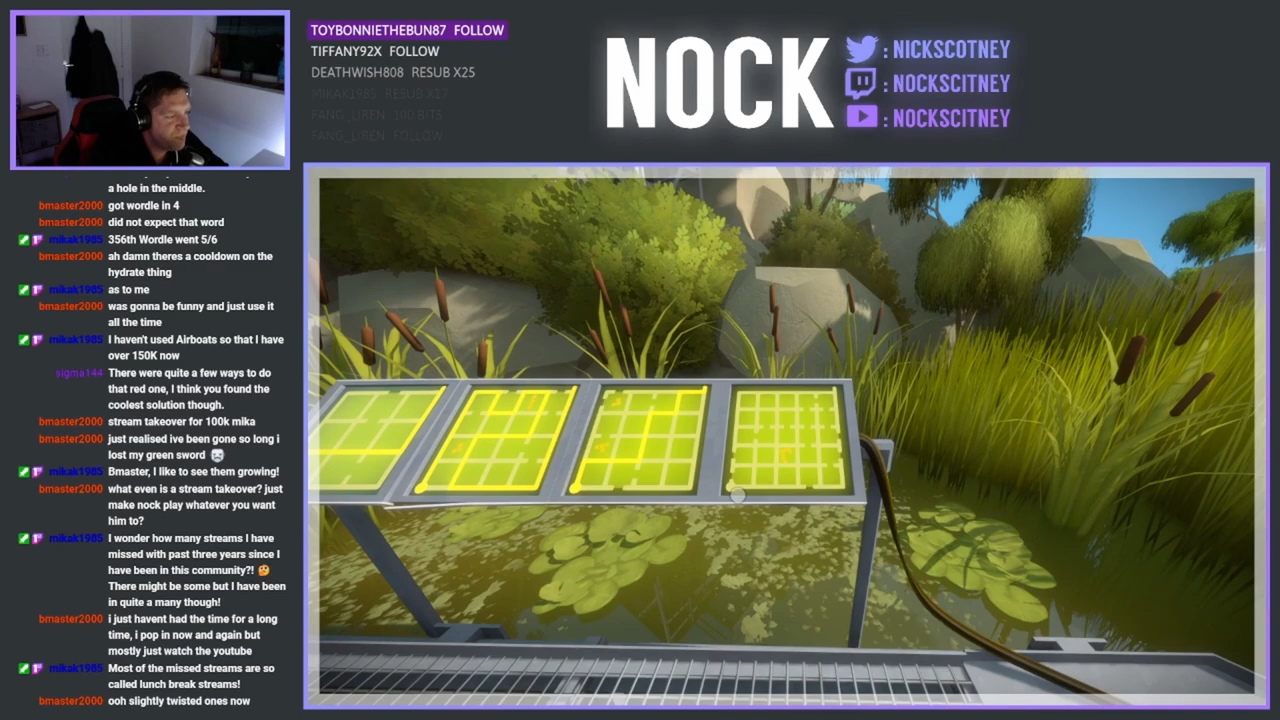 TOYBONNIETHEBUN87 FOLLOW
TIFFANY92X FOLLOW
DEATHWISH808 RESUB X25
MIKAK1985 RESUB X17
FANG_LIREN 100 BITS
FANG_LIREN FOLLOW
NOCK
: NICKSCOTNEY
: NOCKSCITNEY
: NOCKSCITNEY
a hole in the middle.
bmaster2000 got wordle in 4
bmaster2000 did not expect that word
mikak1985 356th Wordle went 5/6
bmaster2000 ah damn theres a cooldown on the
hydrate thing
mikak1985 as to me
bmaster2000 was gonna be funny and just use it
all the time
mikak1985 I haven't used Airboats so that I have
over 150K now
sigma144 There were quite a few ways to do
that red one, I think you found the
coolest solution though.
bmaster2000 stream takeover for 100k mika
bmaster2000 just realised ive been gone so long i
lost my green sword
mikak1985 Bmaster, I like to see them growing!
bmaster2000 what even is a stream takeover? just
make nock play whatever you want
him to?
mikak1985 I wonder how many streams I have
missed with past three years since I
have been in this community?!
There might be some but I have been
in quite a many though!
bmaster2000 i just havent had the time for a long
time, i pop in now and again but
mostly just watch the youtube
mikak1985 Most of the missed streams are so
called lunch break streams!
bmaster2000 ooh slightly twisted ones now